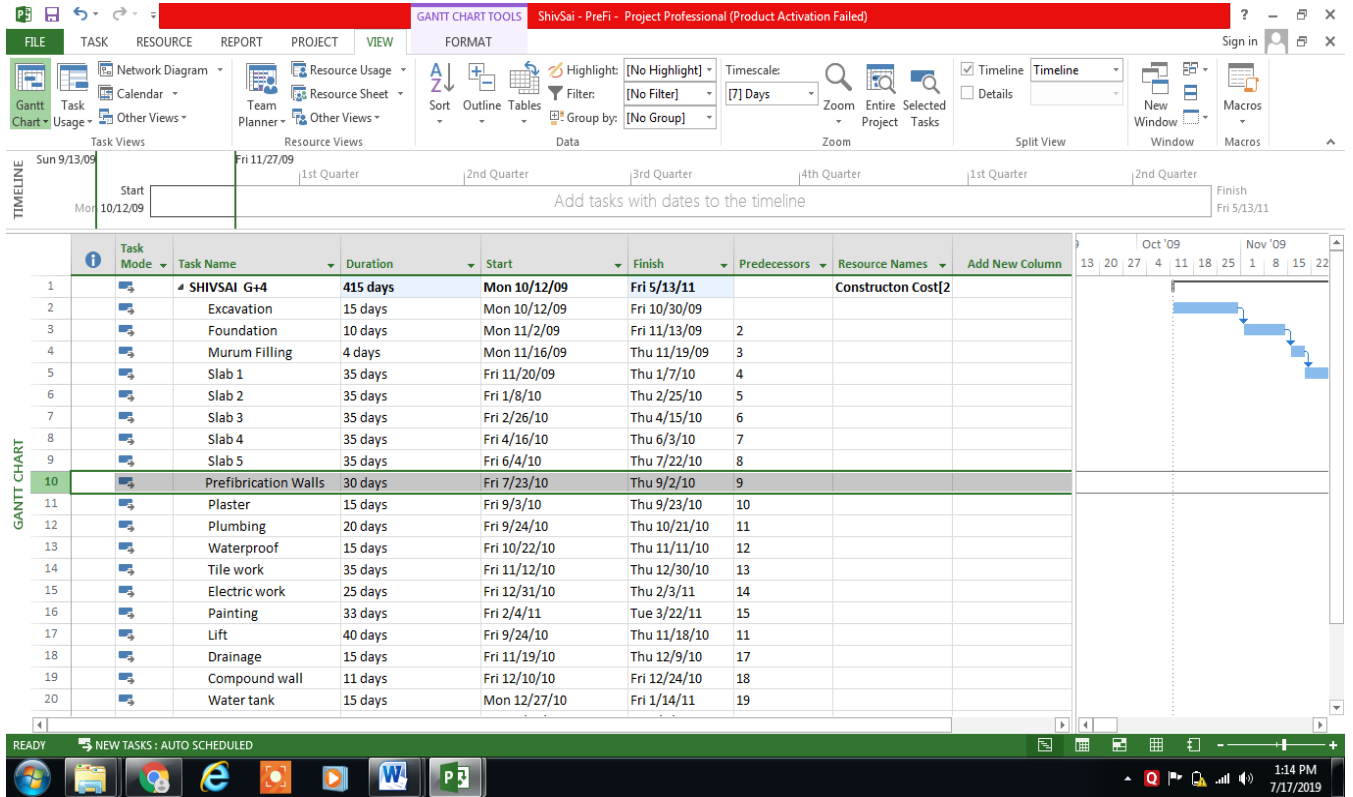 GANTT CHART TOOLS ShivSai - PreFi - Project Professional (Product Activation Failed) ?
FILE TASK RESOURCE REPORT PROJECT VIEW FORMAT Sign in
Gantt Chart
Task Usage
Network Diagram
Calendar
Other Views
Task Views
Team Planner
Resource Usage
Resource Sheet
Other Views
Resource Views
Sort Outline Tables
Highlight: [No Highlight]
Filter: [No Filter]
Group by: [No Group]
Data
Timescale:
[7] Days
Zoom Entire Project Selected Tasks
Zoom
Timeline Timeline
Details
Split View
New Window
Window
Macros
Macros
TIMELINE
Sun 9/13/09 Fri 11/27/09
1st Quarter 2nd Quarter 3rd Quarter 4th Quarter 1st Quarter 2nd Quarter
Start
Mon 10/12/09
Add tasks with dates to the timeline
Finish
Fri 5/13/11
GANTT CHART
Task Mode Task Name Duration Start Finish Predecessors Resource Names Add New Column
Oct '09 Nov '09
13 20 27 4 11 18 25 1 8 15 22
1 SHIVSAI G+4 415 days Mon 10/12/09 Fri 5/13/11 Constructon Cost[2
2 Excavation 15 days Mon 10/12/09 Fri 10/30/09
3 Foundation 10 days Mon 11/2/09 Fri 11/13/09 2
4 Murum Filling 4 days Mon 11/16/09 Thu 11/19/09 3
5 Slab 1 35 days Fri 11/20/09 Thu 1/7/10 4
6 Slab 2 35 days Fri 1/8/10 Thu 2/25/10 5
7 Slab 3 35 days Fri 2/26/10 Thu 4/15/10 6
8 Slab 4 35 days Fri 4/16/10 Thu 6/3/10 7
9 Slab 5 35 days Fri 6/4/10 Thu 7/22/10 8
10 Prefibrication Walls 30 days Fri 7/23/10 Thu 9/2/10 9
11 Plaster 15 days Fri 9/3/10 Thu 9/23/10 10
12 Plumbing 20 days Fri 9/24/10 Thu 10/21/10 11
13 Waterproof 15 days Fri 10/22/10 Thu 11/11/10 12
14 Tile work 35 days Fri 11/12/10 Thu 12/30/10 13
15 Electric work 25 days Fri 12/31/10 Thu 2/3/11 14
16 Painting 33 days Fri 2/4/11 Tue 3/22/11 15
17 Lift 40 days Fri 9/24/10 Thu 11/18/10 11
18 Drainage 15 days Fri 11/19/10 Thu 12/9/10 17
19 Compound wall 11 days Fri 12/10/10 Fri 12/24/10 18
20 Water tank 15 days Mon 12/27/10 Fri 1/14/11 19
READY NEW TASKS : AUTO SCHEDULED
1:14 PM
7/17/2019